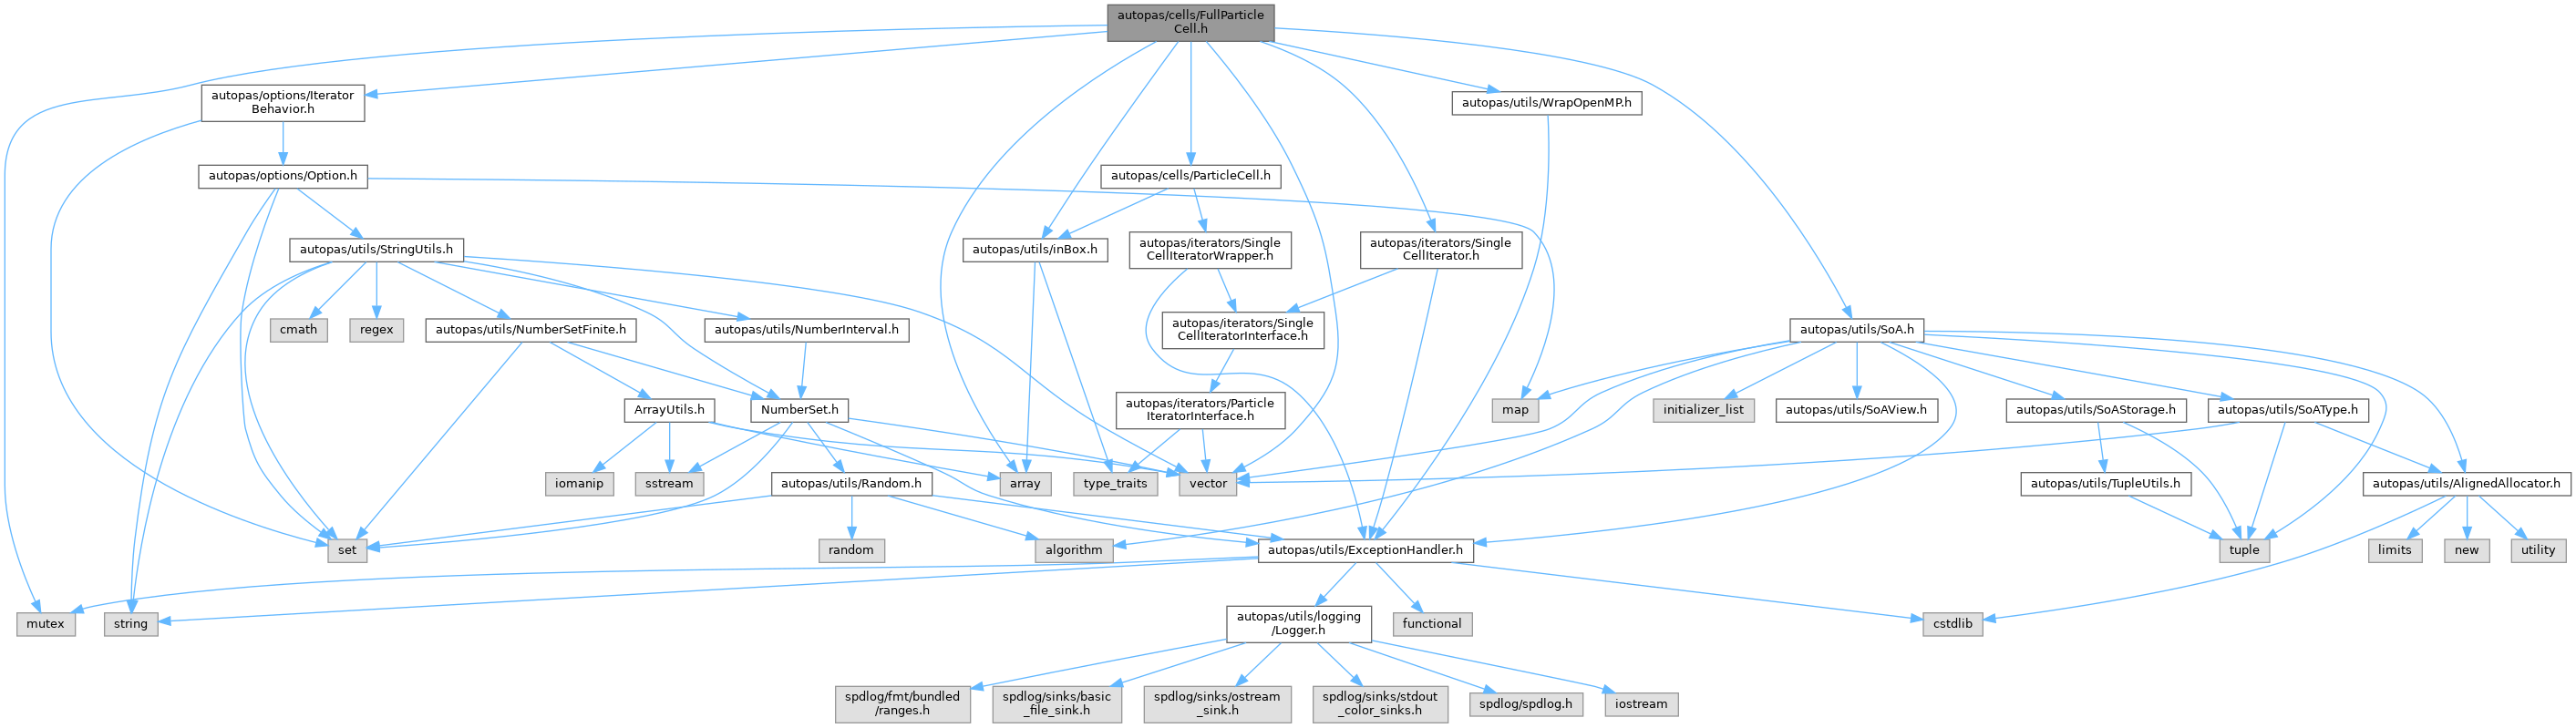 autopas/cells/FullParticle
Cell.h
autopas/options/Iterator
Behavior.h
autopas/utils/WrapOpenMP.h
autopas/options/Option.h
autopas/cells/ParticleCell.h
autopas/utils/StringUtils.h
autopas/utils/inBox.h
autopas/iterators/Single
CellIteratorWrapper.h
autopas/iterators/Single
CellIterator.h
cmath
regex
autopas/utils/NumberSetFinite.h
autopas/utils/NumberInterval.h
autopas/iterators/Single
CellIteratorInterface.h
autopas/utils/SoA.h
ArrayUtils.h
NumberSet.h
autopas/iterators/Particle
IteratorInterface.h
map
initializer_list
autopas/utils/SoAView.h
autopas/utils/SoAStorage.h
autopas/utils/SoAType.h
iomanip
sstream
autopas/utils/Random.h
array
type_traits
vector
autopas/utils/TupleUtils.h
autopas/utils/AlignedAllocator.h
set
random
algorithm
autopas/utils/ExceptionHandler.h
tuple
limits
new
utility
mutex
string
autopas/utils/logging
/Logger.h
functional
cstdlib
spdlog/fmt/bundled
/ranges.h
spdlog/sinks/basic
_file_sink.h
spdlog/sinks/ostream
_sink.h
spdlog/sinks/stdout
_color_sinks.h
spdlog/spdlog.h
iostream